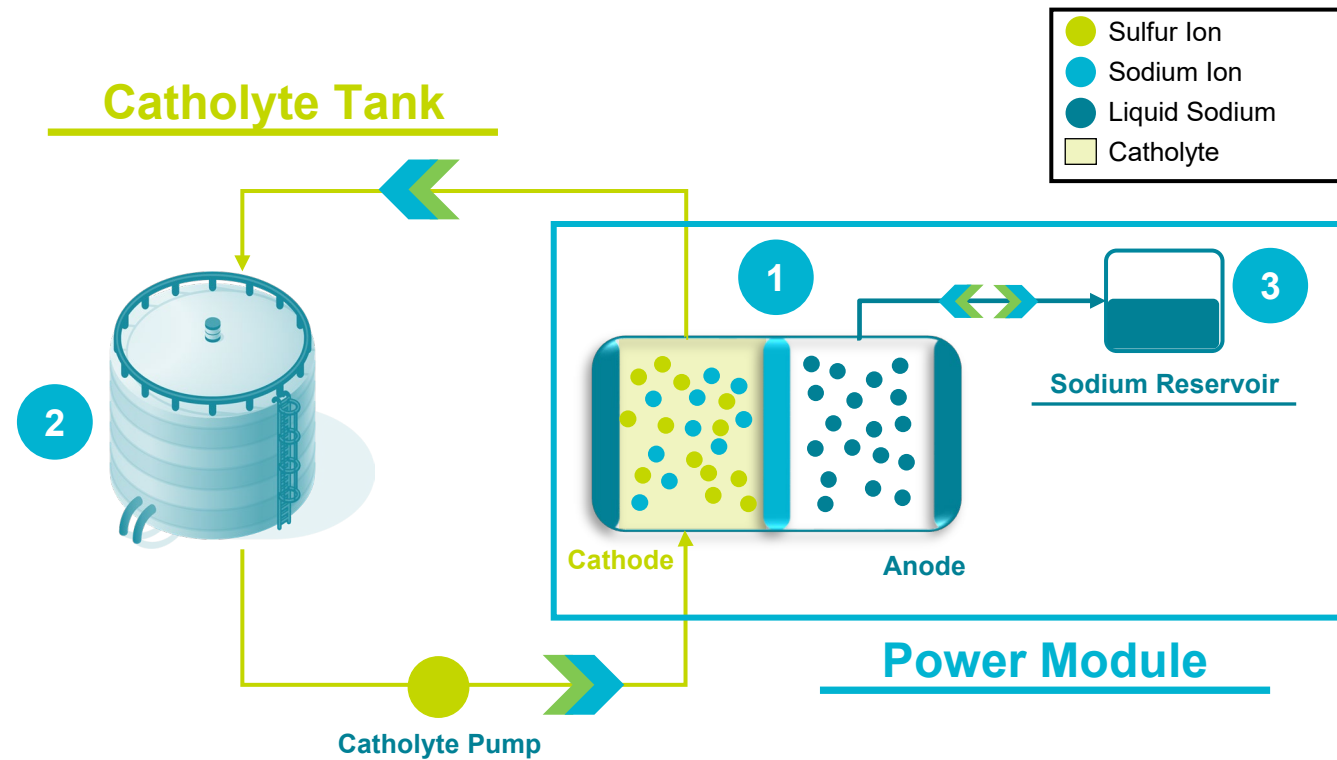 Sulfur Ion
Sodium Ion
Liquid Sodium
Catholyte
Catholyte Tank
1
3
Sodium Reservoir
2
Cathode
Anode
Power Module
Catholyte Pump